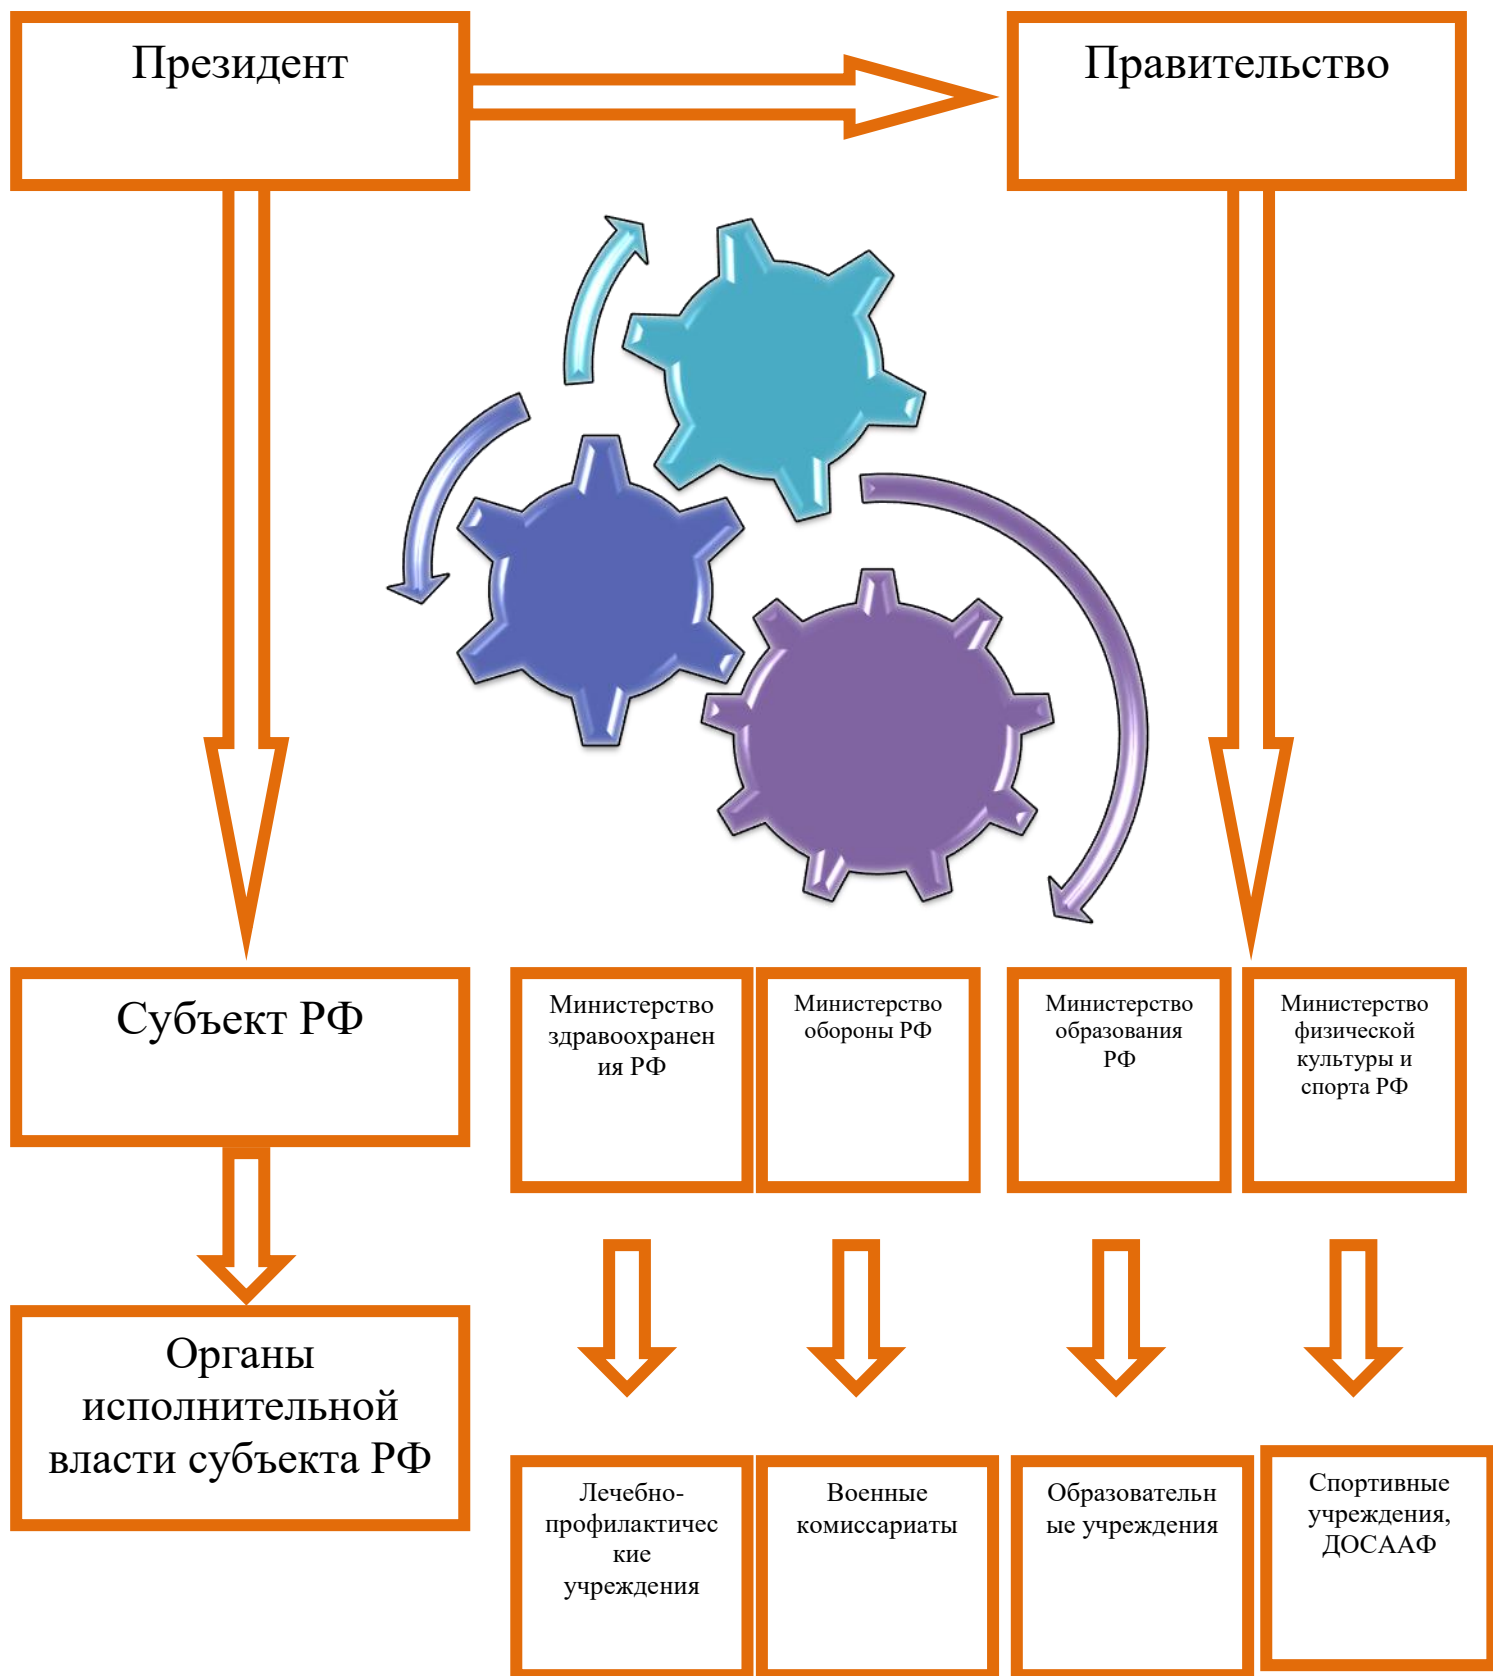 Президент
Правительство
Субъект РФ
Министерство
здравоохранен
ия РФ
Министерство
обороны РФ
Министерство
образования
РФ
Министерство
физической
культуры и
спорта РФ
Органы
исполнительной
власти субъекта РФ
Лечебно-
профилактичес
кие
учреждения
Военные
комиссариаты
Образовательн
ые учреждения
Спортивные
учреждения,
ДОСААФ